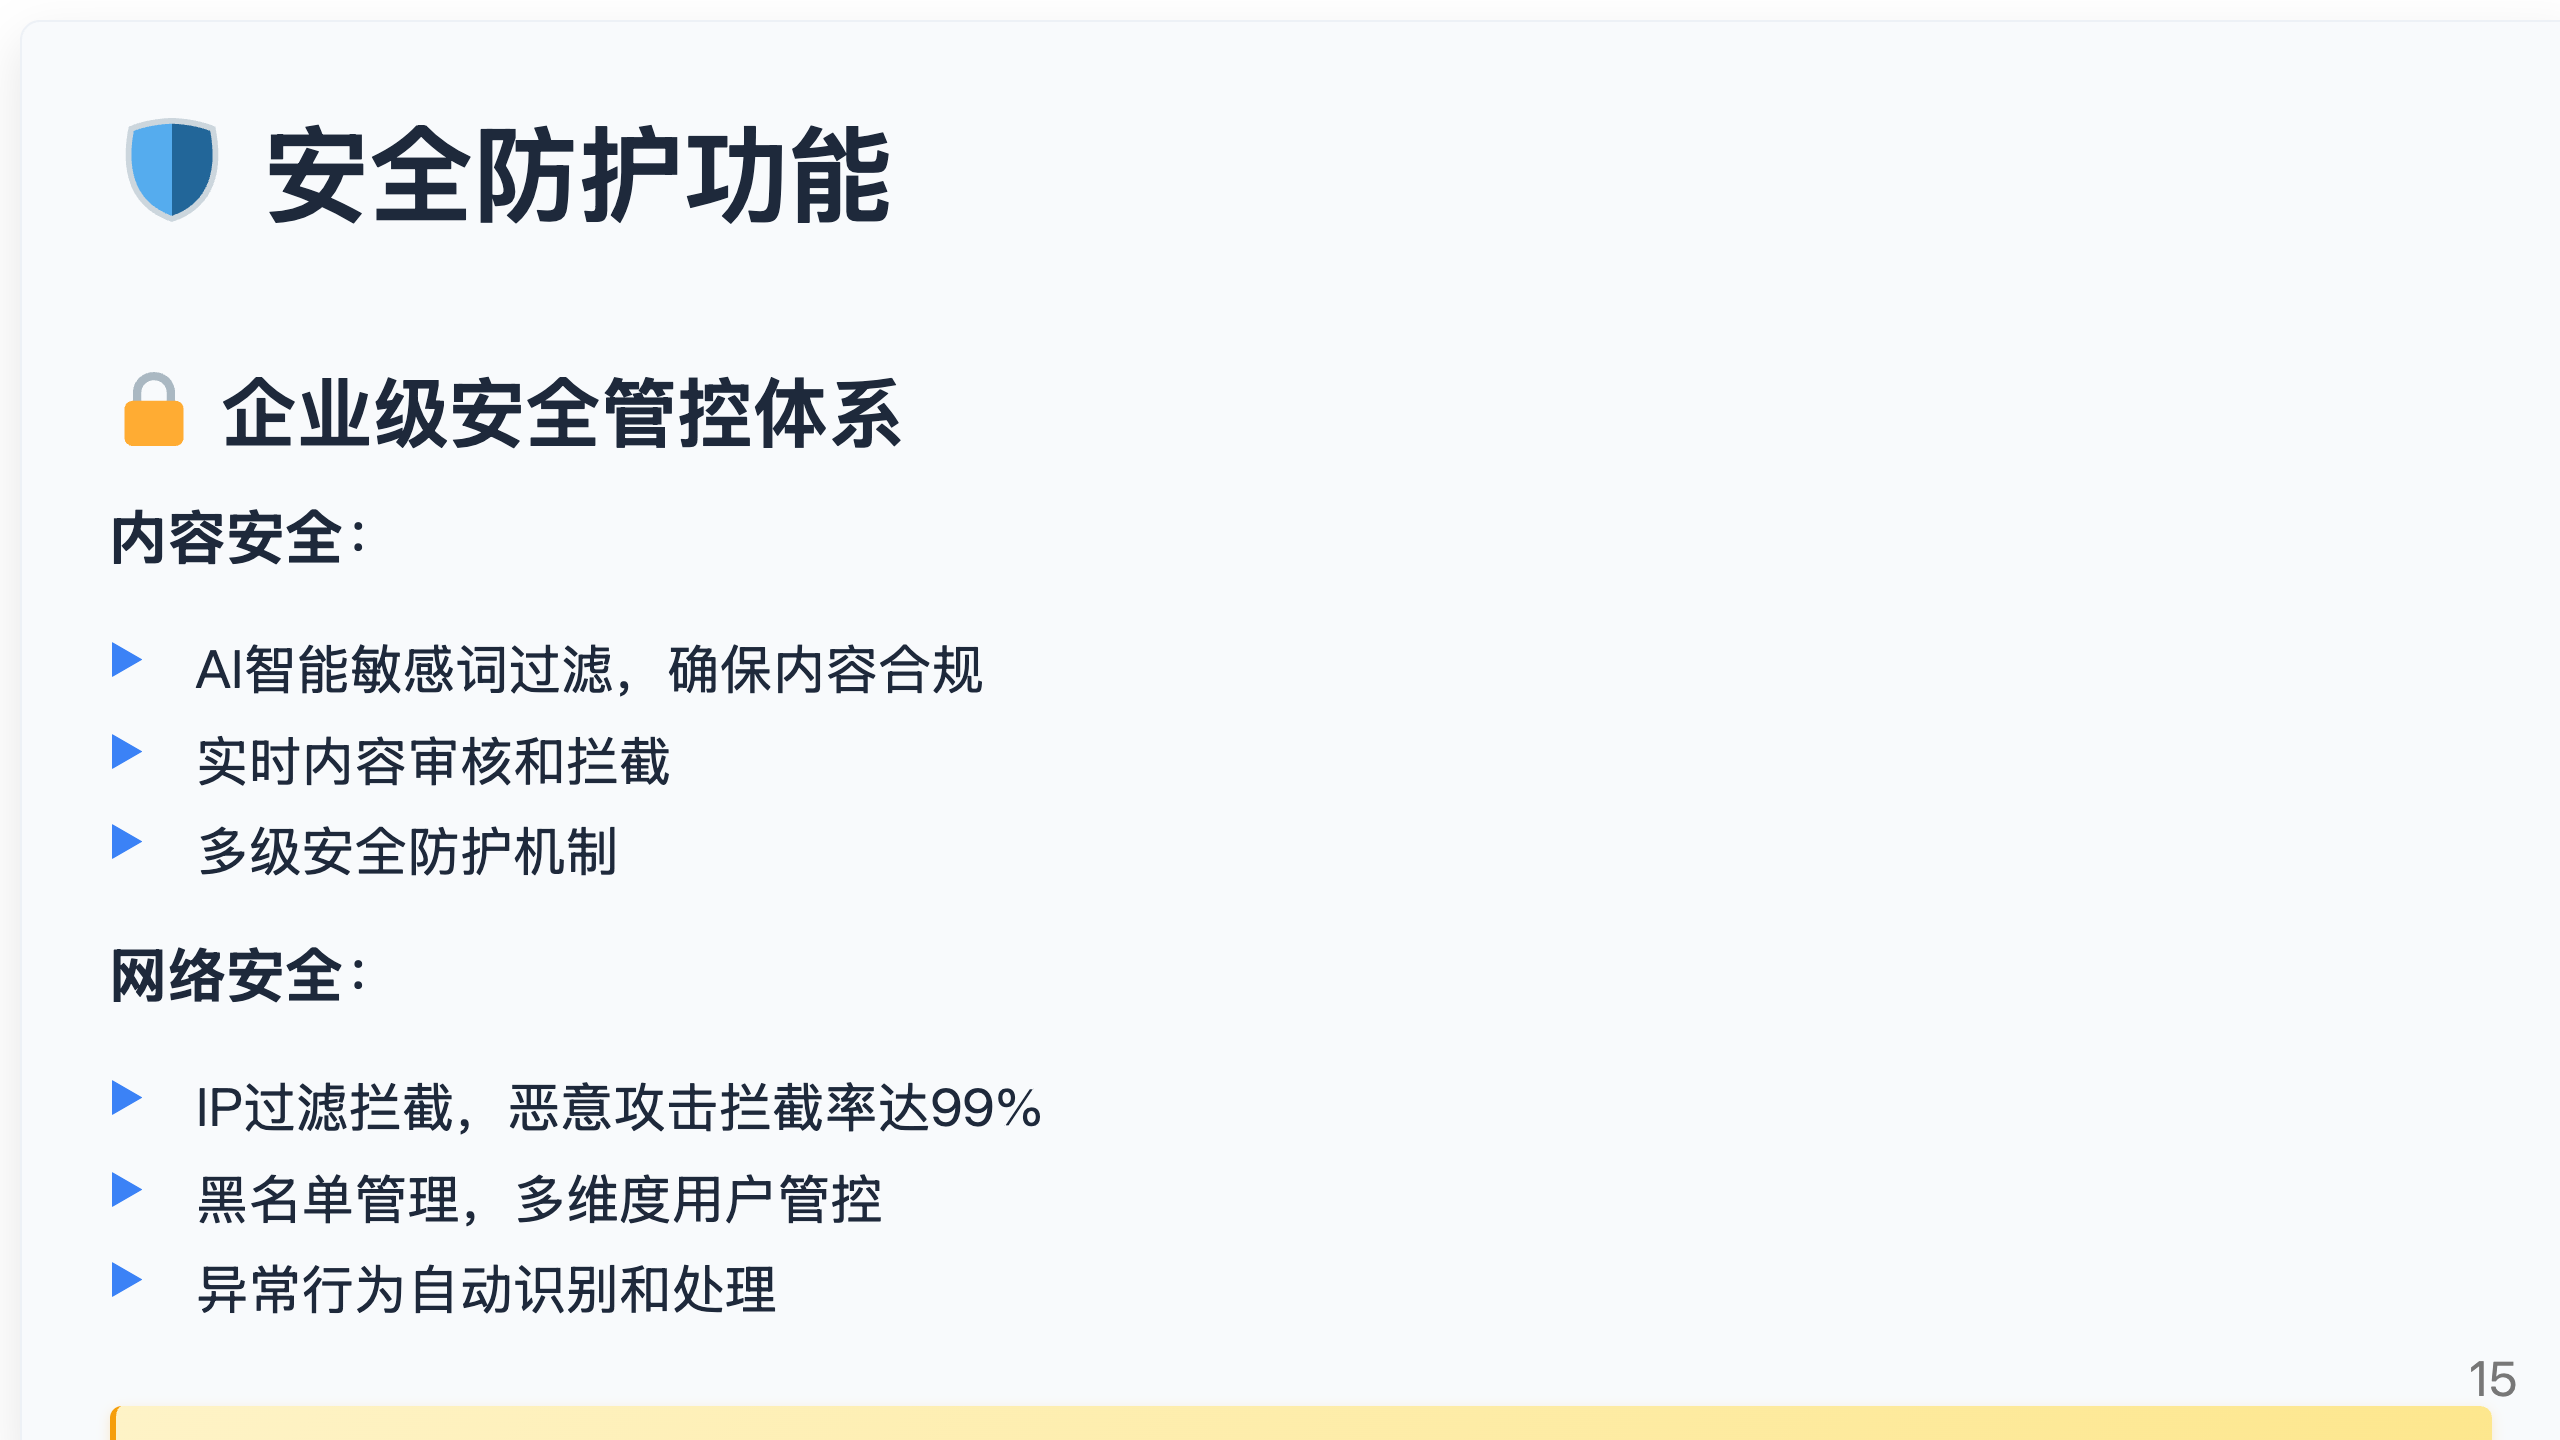 安全防护功能
企业级安全管控体系
内容安全：
AI智能敏感词过滤，确保内容合规
实时内容审核和拦截
多级安全防护机制
网络安全：
IP过滤拦截，恶意攻击拦截率达99%
黑名单管理，多维度用户管控
异常行为自动识别和处理
15